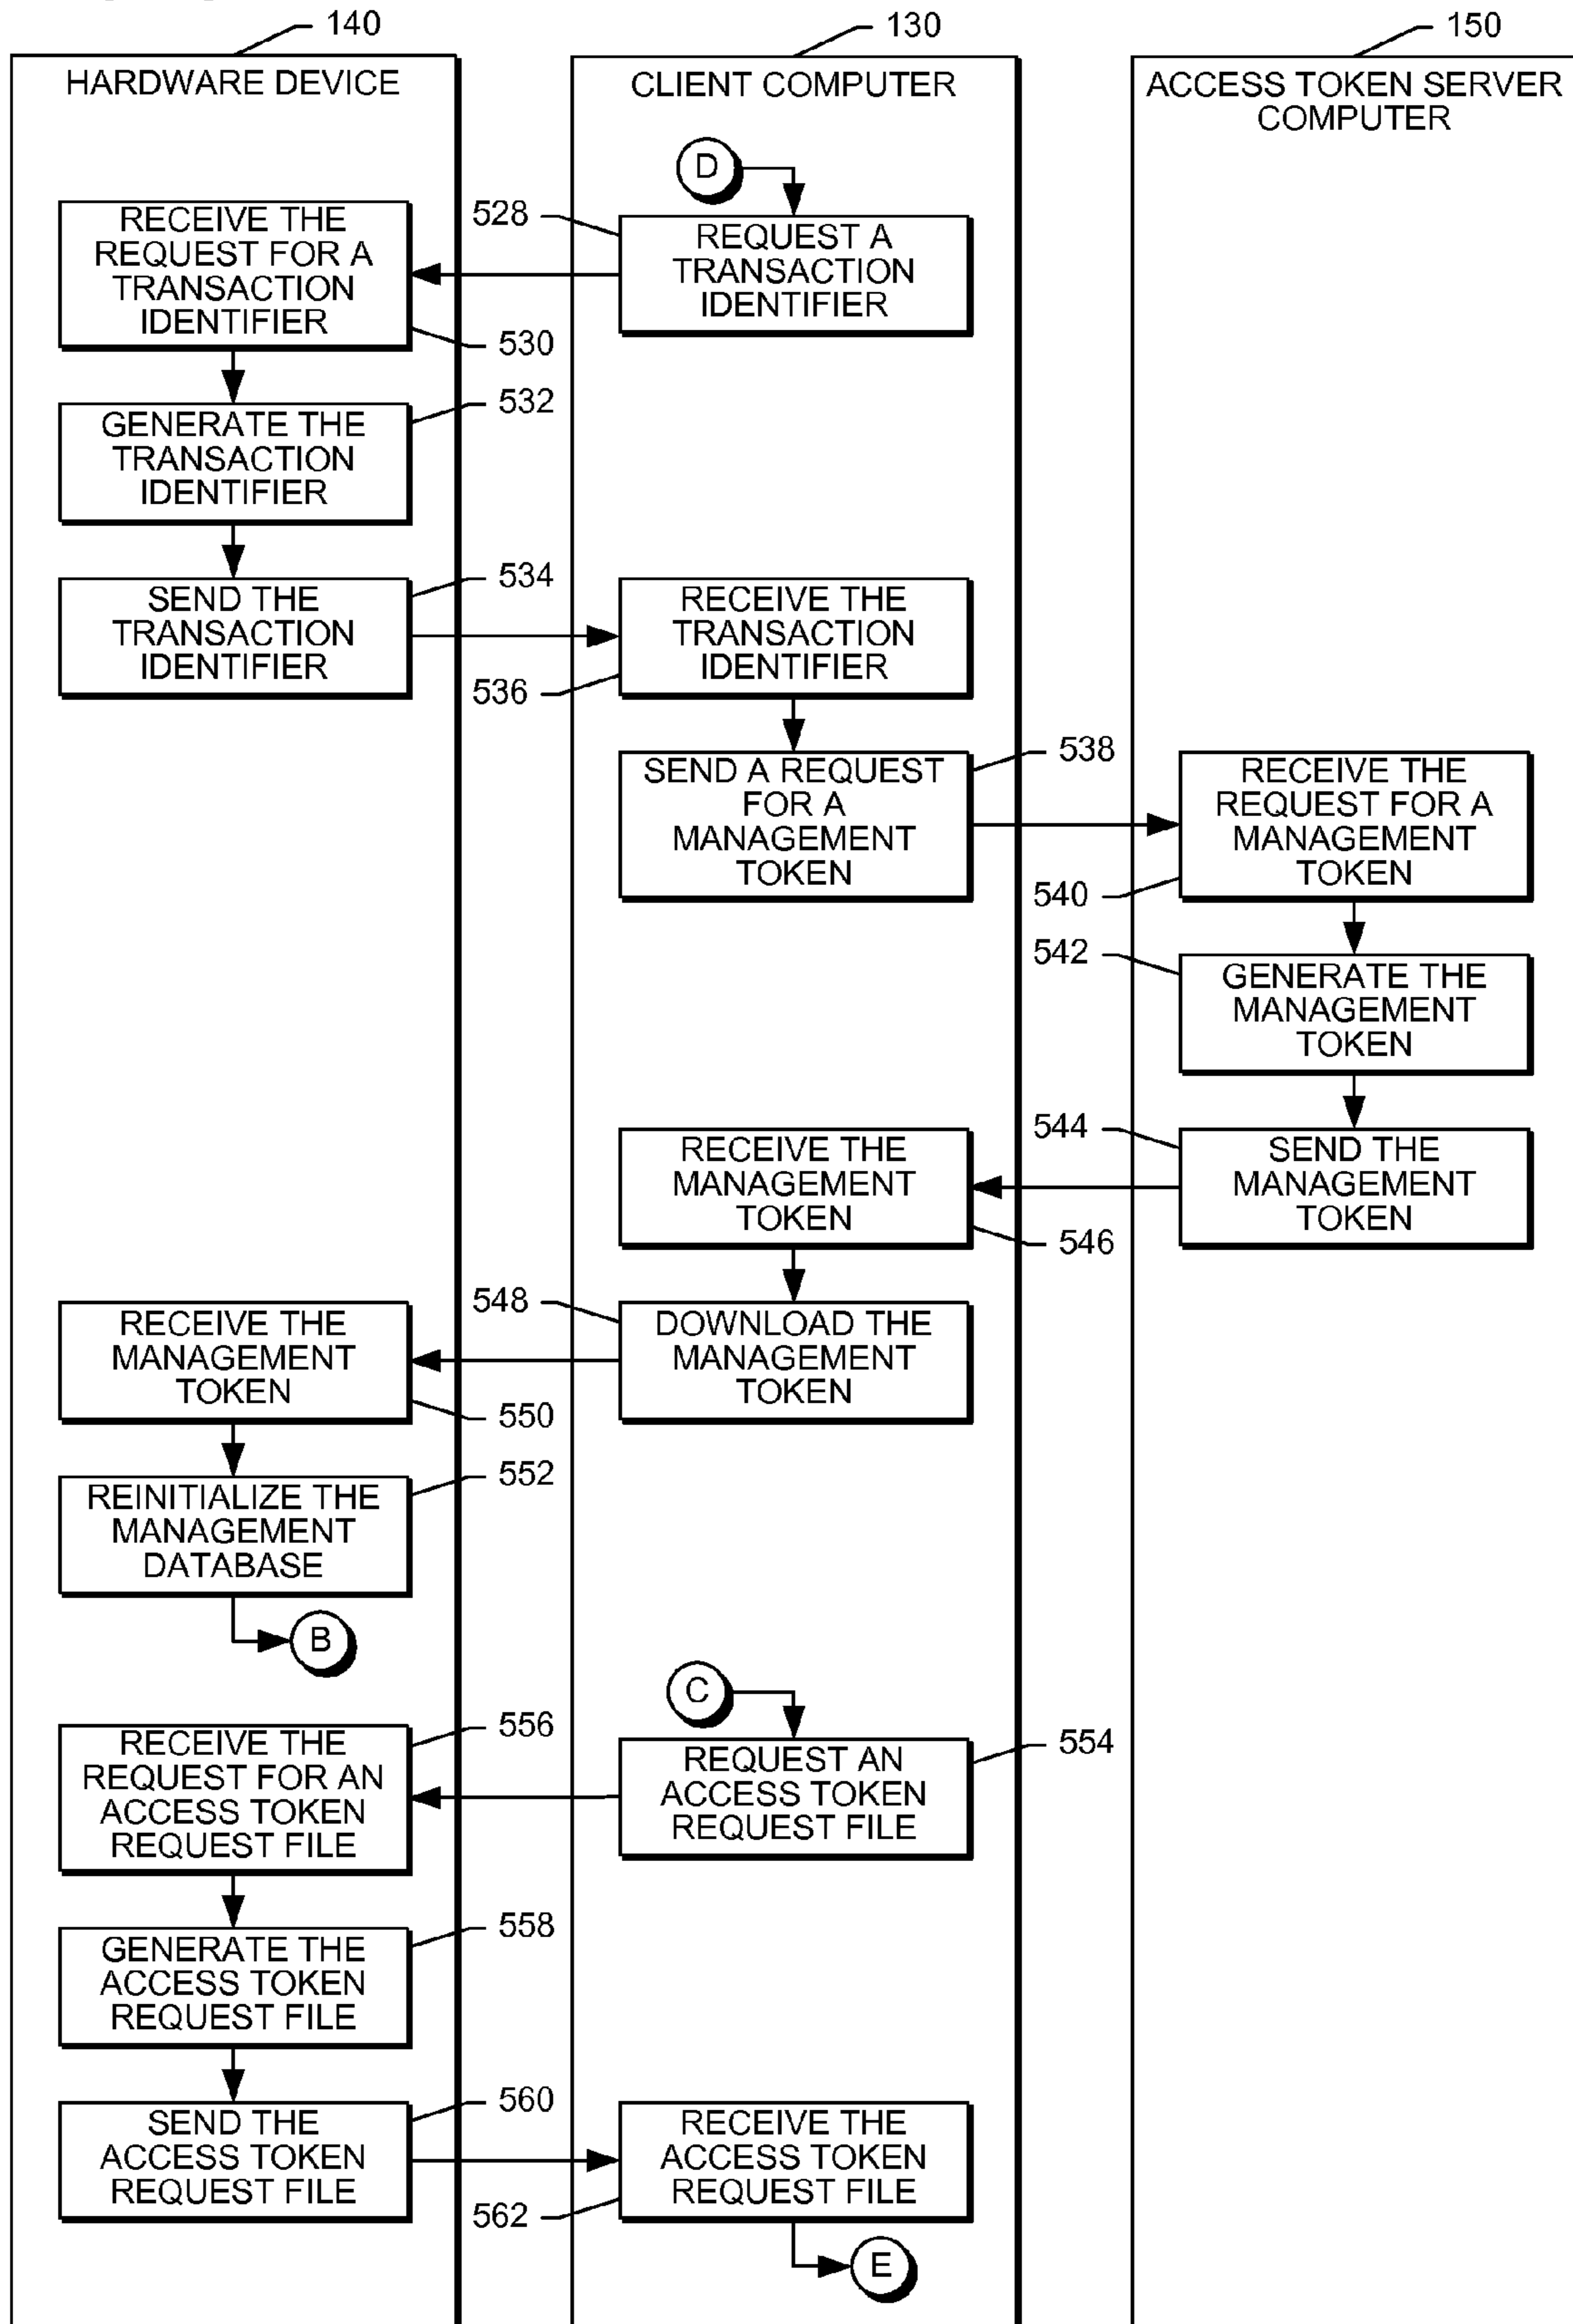 140
130
150
HARDWARE DEVICE
CLIENT COMPUTER
ACCESS TOKEN SERVER
COMPUTER
D
528
REQUEST A
TRANSACTION
IDENTIFIER
RECEIVE THE
REQUEST FOR A
TRANSACTION
IDENTIFIER
530
532
GENERATE THE
TRANSACTION
IDENTIFIER
534
SEND THE
TRANSACTION
IDENTIFIER
RECEIVE THE
TRANSACTION
IDENTIFIER
536
538
SEND A REQUEST
FOR A
MANAGEMENT
TOKEN
RECEIVE THE
REQUEST FOR A
MANAGEMENT
TOKEN
540
542
GENERATE THE
MANAGEMENT
TOKEN
544
SEND THE
MANAGEMENT
TOKEN
RECEIVE THE
MANAGEMENT
TOKEN
546
548
DOWNLOAD THE
MANAGEMENT
TOKEN
RECEIVE THE
MANAGEMENT
TOKEN
550
552
REINITIALIZE THE
MANAGEMENT
DATABASE
B
C
554
REQUEST AN
ACCESS TOKEN
REQUEST FILE
556
RECEIVE THE
REQUEST FOR AN
ACCESS TOKEN
REQUEST FILE
558
GENERATE THE
ACCESS TOKEN
REQUEST FILE
560
SEND THE
ACCESS TOKEN
REQUEST FILE
RECEIVE THE
ACCESS TOKEN
REQUEST FILE
562
E